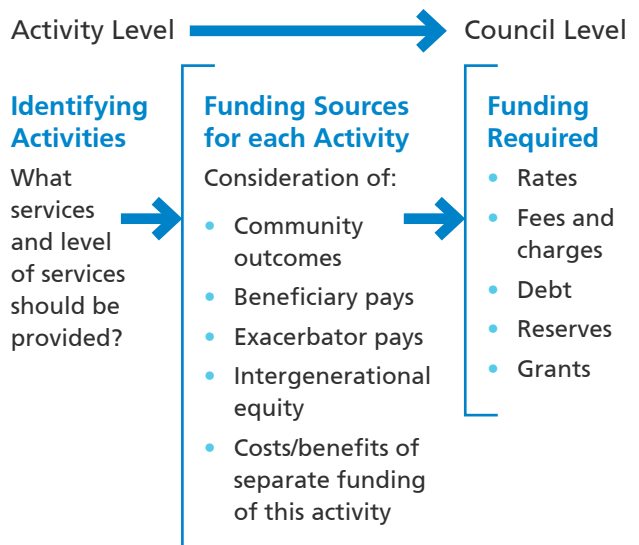 Activity Level
Council Level
Identifying
Activities
What
services
and level
of services
should be
provided?
Funding Sources
for each Activity
Consideration of:
• Community
outcomes
• Beneficiary pays
• Exacerbator pays
• Intergenerational
equity
• Costs/benefits of
separate funding
of this activity
Funding
Required
• Rates
• Fees and
charges
• Debt
• Reserves
• Grants